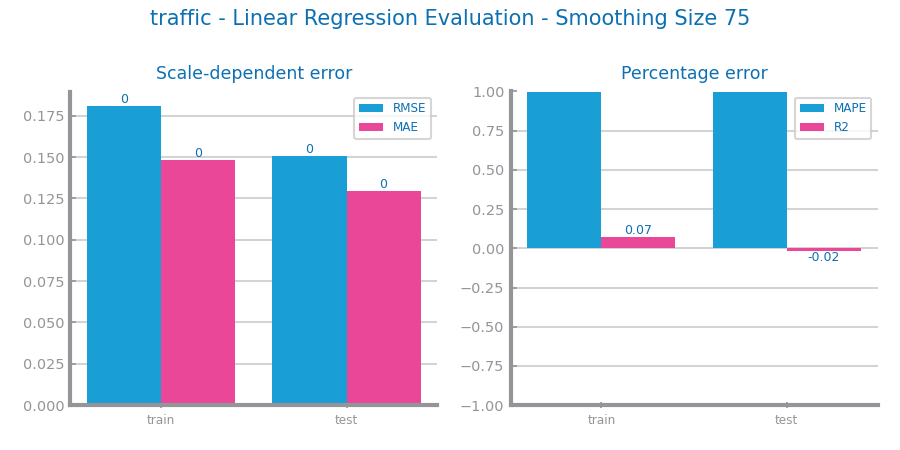 traffic - Linear Regression Evaluation - Smoothing Size 75
Scale-dependent error
0.175
0.150
0.125
0.100
0.075
0.050
0.025
0.000
0
0
0
0
RMSE
MAE
train
test
Percentage error
1.00
0.75
0.50
0.25
0.00
−0.25
−0.50
−0.75
−1.00
0.07
-0.02
MAPE
R2
train
test